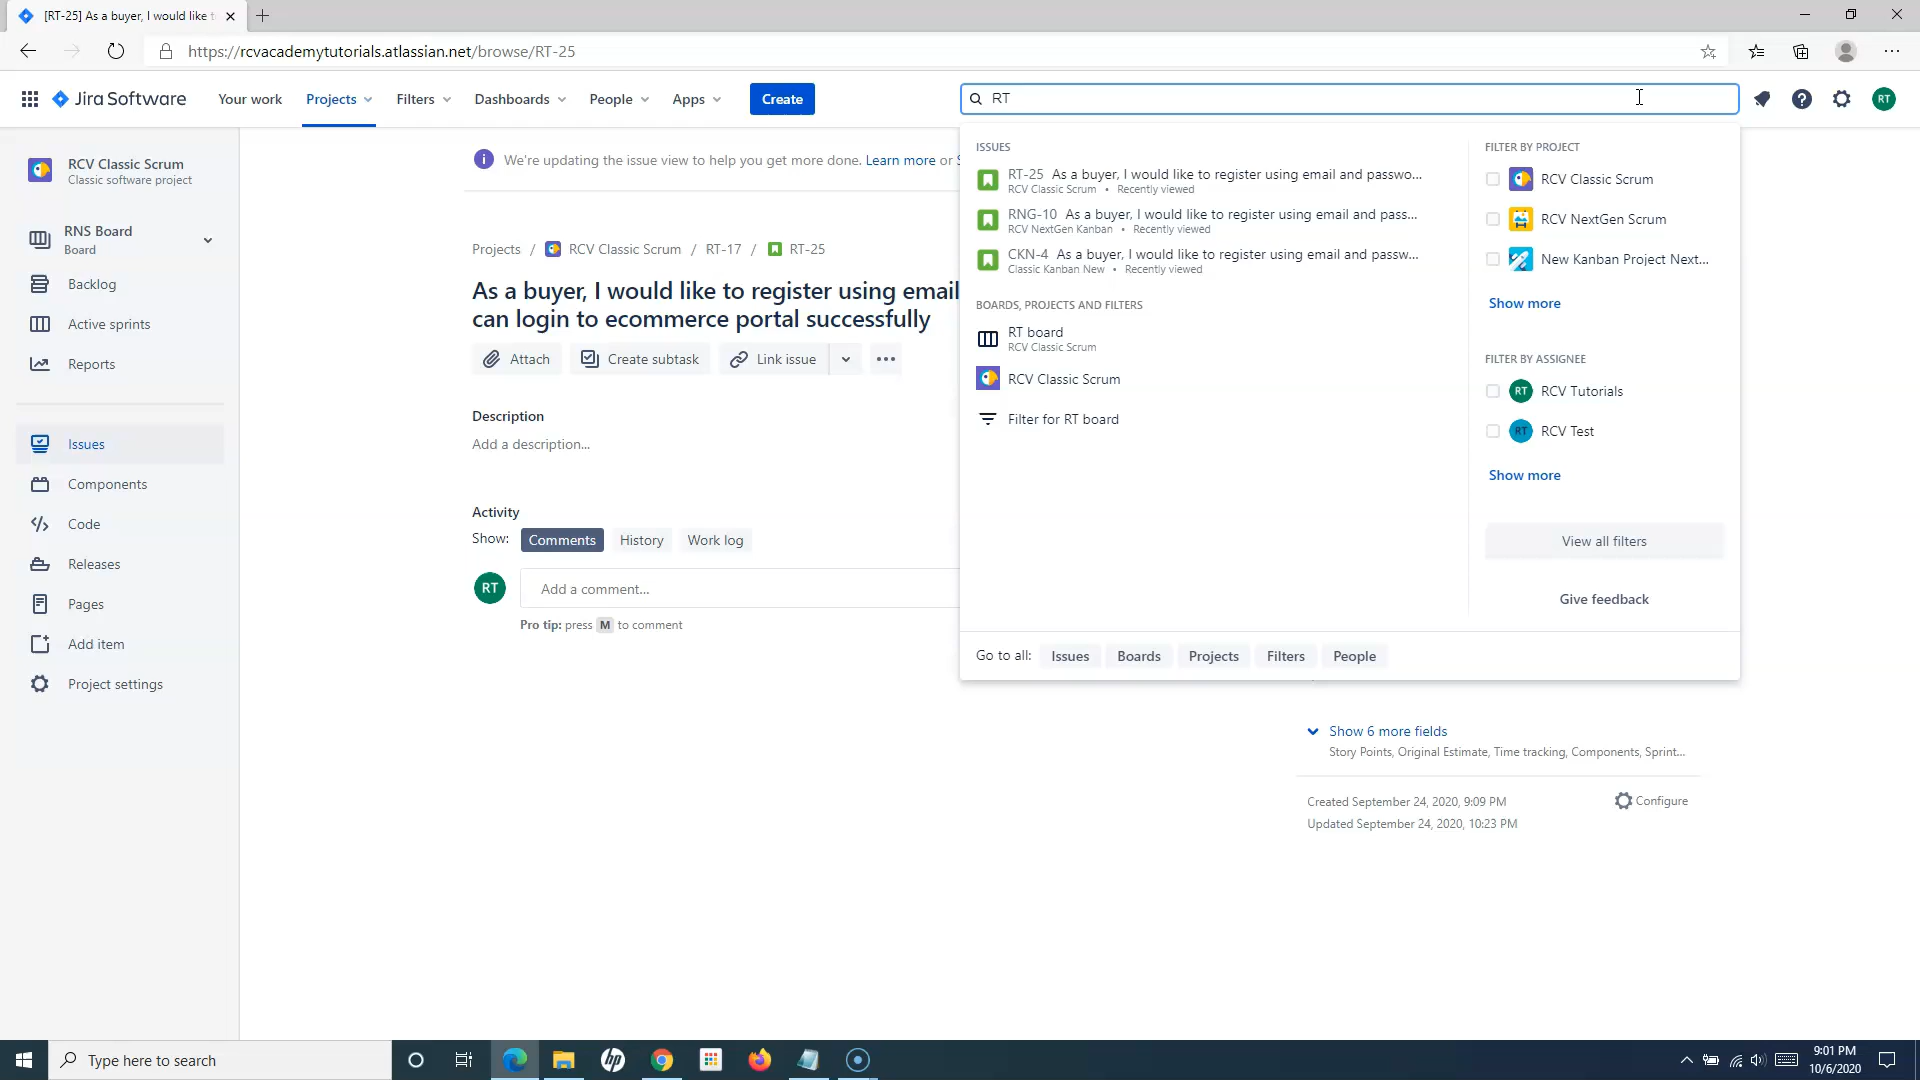 [RT-25] As a buyer, I would like t
https://rcvacademytutorials.atlassian.net/browse/RT-25
Jira Software
Your work
Projects
Filters
Dashboards
People
Apps
Create
RT
RT
RCV Classic Scrum
Classic software project
RNS Board
Board
Backlog
Active sprints
Reports
Issues
Components
Code
Releases
Pages
Add item
Project settings
We're updating the issue view to help you get more done. Learn more or
Projects / RCV Classic Scrum / RT-17 / RT-25
As a buyer, I would like to register using email
can login to ecommerce portal successfully
Attach
Create subtask
Link issue
Description
Add a description...
Activity
Show:
Comments
History
Work log
RT
Add a comment...
Pro tip: press M to comment
ISSUES
RT-25 As a buyer, I would like to register using email and passwo...
RCV Classic Scrum • Recently viewed
RNG-10 As a buyer, I would like to register using email and pass...
RCV NextGen Kanban • Recently viewed
CKN-4 As a buyer, I would like to register using email and passw...
Classic Kanban New • Recently viewed
BOARDS, PROJECTS AND FILTERS
RT board
RCV Classic Scrum
RCV Classic Scrum
Filter for RT board
FILTER BY PROJECT
RCV Classic Scrum
RCV NextGen Scrum
New Kanban Project Next...
Show more
FILTER BY ASSIGNEE
RT RCV Tutorials
RT RCV Test
Show more
View all filters
Give feedback
Go to all:
Issues
Boards
Projects
Filters
People
Show 6 more fields
Story Points, Original Estimate, Time tracking, Components, Sprint...
Created September 24, 2020, 9:09 PM
Configure
Updated September 24, 2020, 10:23 PM
Type here to search
hp
9:01 PM
10/6/2020